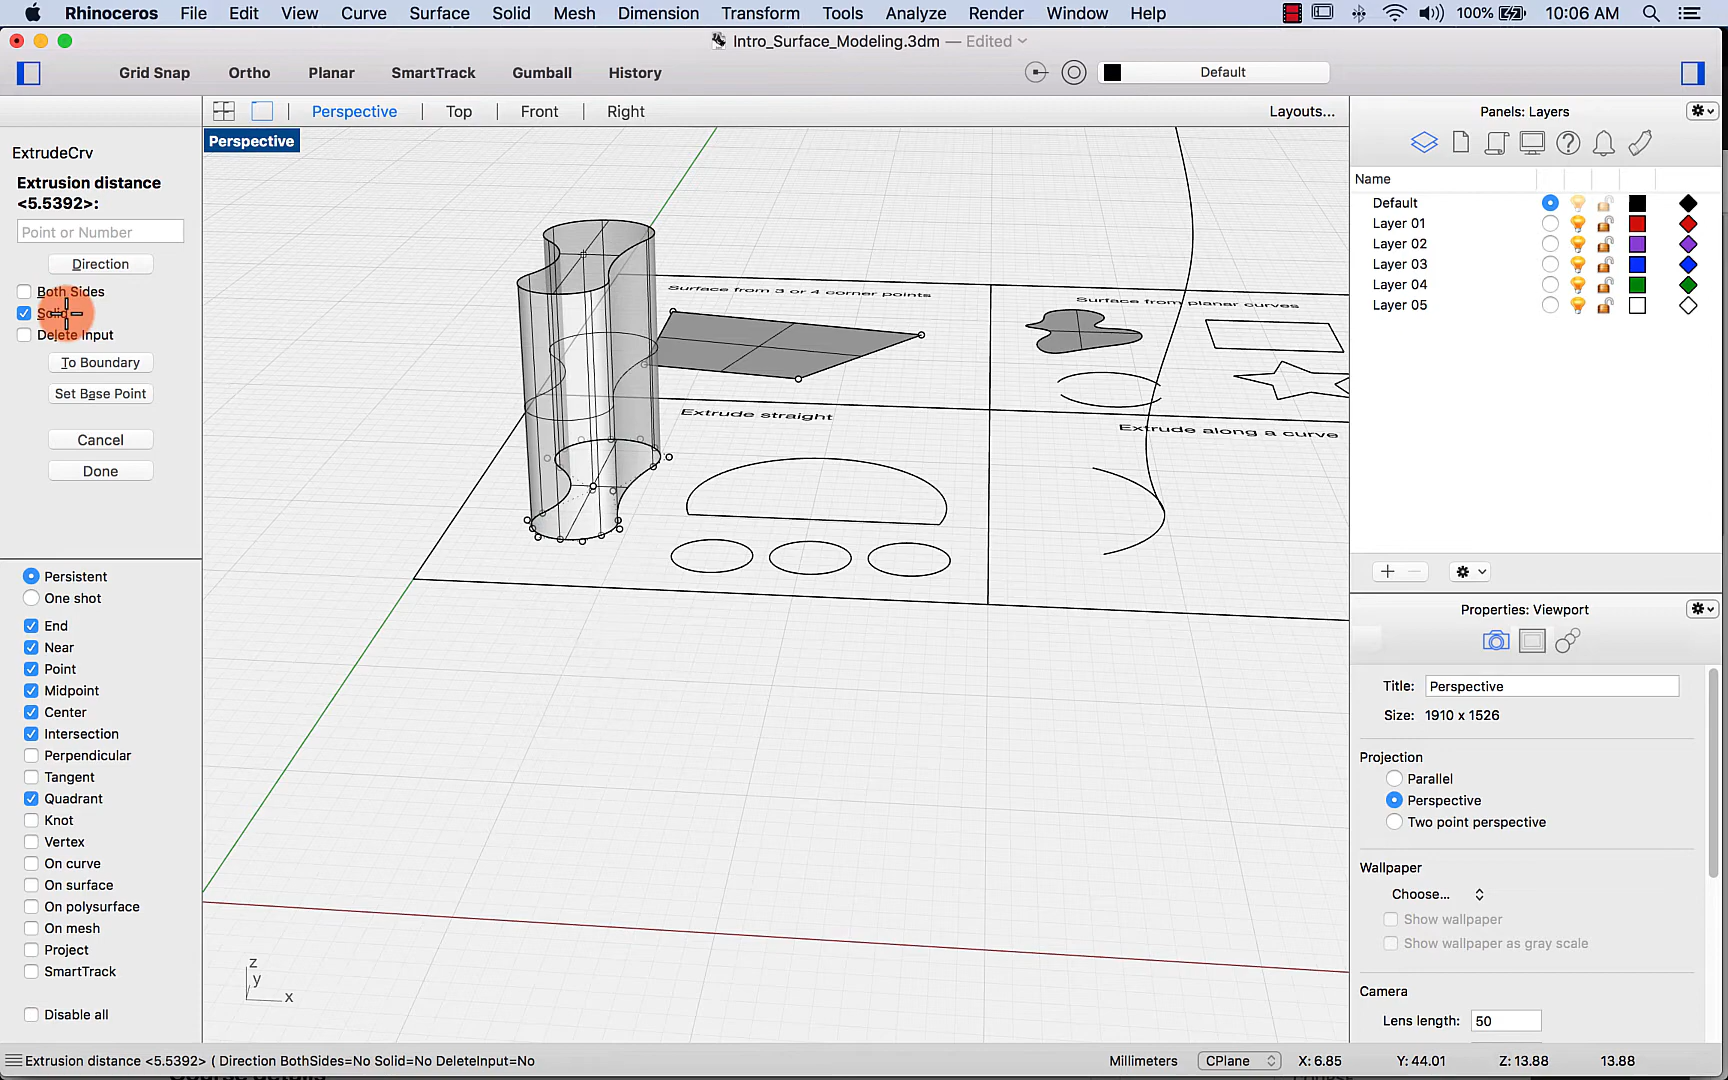 Rhinoceros File Edit View Curve Surface Solid Mesh Dimension Transform Tools Analyze Render Window Help 100% 10:06 AM
Intro_Surface_Modeling.3dm — Edited
Grid Snap Ortho Planar SmartTrack Gumball History Default
Perspective Top Front Right Layouts...
Panels: Layers
Perspective
ExtrudeCrv
Extrusion distance
<5.5392>:
Point or Number
Direction
Both Sides
Delete Input
To Boundary
Set Base Point
Cancel
Done
Persistent
One shot
End
Near
Point
Midpoint
Center
Intersection
Perpendicular
Tangent
Quadrant
Knot
Vertex
On curve
On surface
On polysurface
On mesh
Project
SmartTrack
Disable all
Surface from 3 or 4 corner points
Surface from planar curves
Extrude straight
Extrude along a curve
z
y
x
Name
Default
Layer 01
Layer 02
Layer 03
Layer 04
Layer 05
Properties: Viewport
Title: Perspective
Size: 1910 x 1526
Projection
Parallel
Perspective
Two point perspective
Wallpaper
Choose...
Show wallpaper
Show wallpaper as gray scale
Camera
Lens length: 50
Extrusion distance <5.5392> ( Direction BothSides=No Solid=No DeleteInput=No
Millimeters CPlane X: 6.85 Y: 44.01 Z: 13.88 13.88